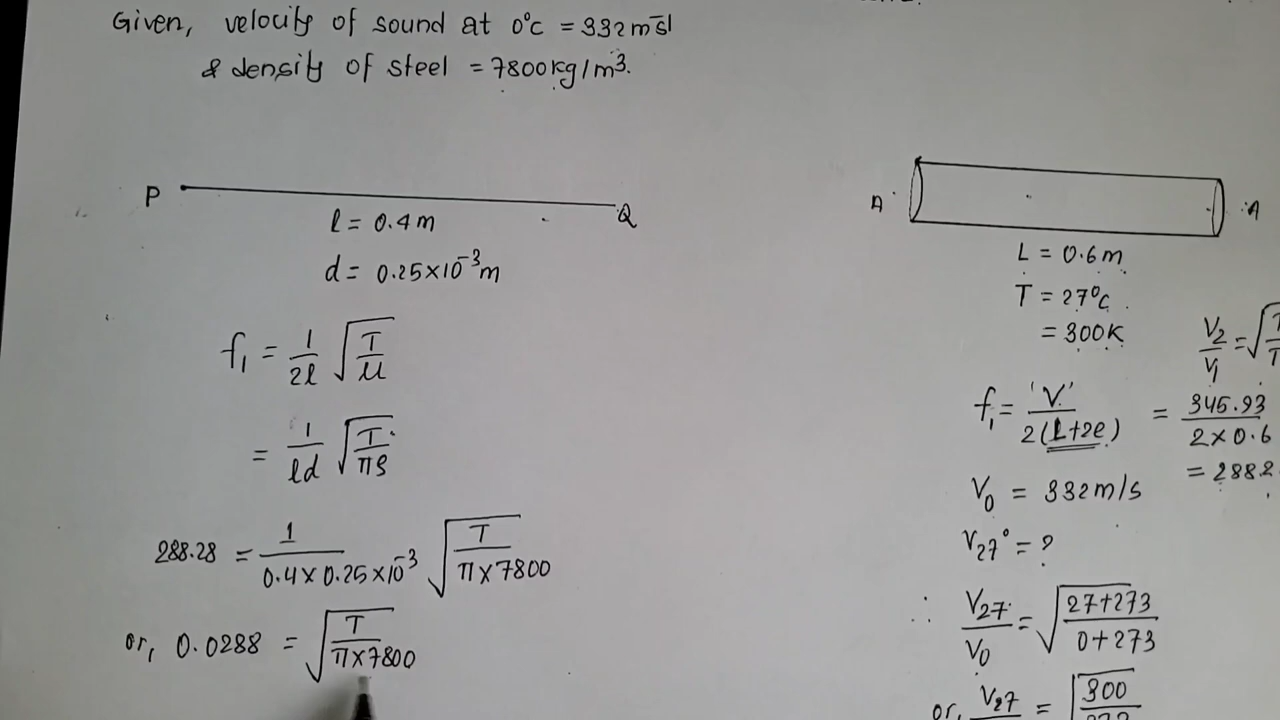 Given, velocity of sound at 0°c = 332 ms⁻¹
& density of steel = 7800 kg/m³.
P
Q
l = 0.4 m
d = 0.25×10⁻³ m
f₁ = 1/2l √(T/μ)
= 1/ld √(T/πρ)
288.28 = 1/(0.4 × 0.25 × 10⁻³) √(T/(π × 7800))
or, 0.0288 = √(T/(π × 7800))
A
A
L = 0.6 m
T = 27°C
= 300K
V₂/V₁ = √(T/T
f₁ = 'V'/2(L+2e) = 345.93/(2 × 0.6
= 288.2
V₀ = 332 m/s
V₂₇° = ?
∴ V₂₇/V₀ = √((27+273)/(0+273))
or, V₂₇ = √(300